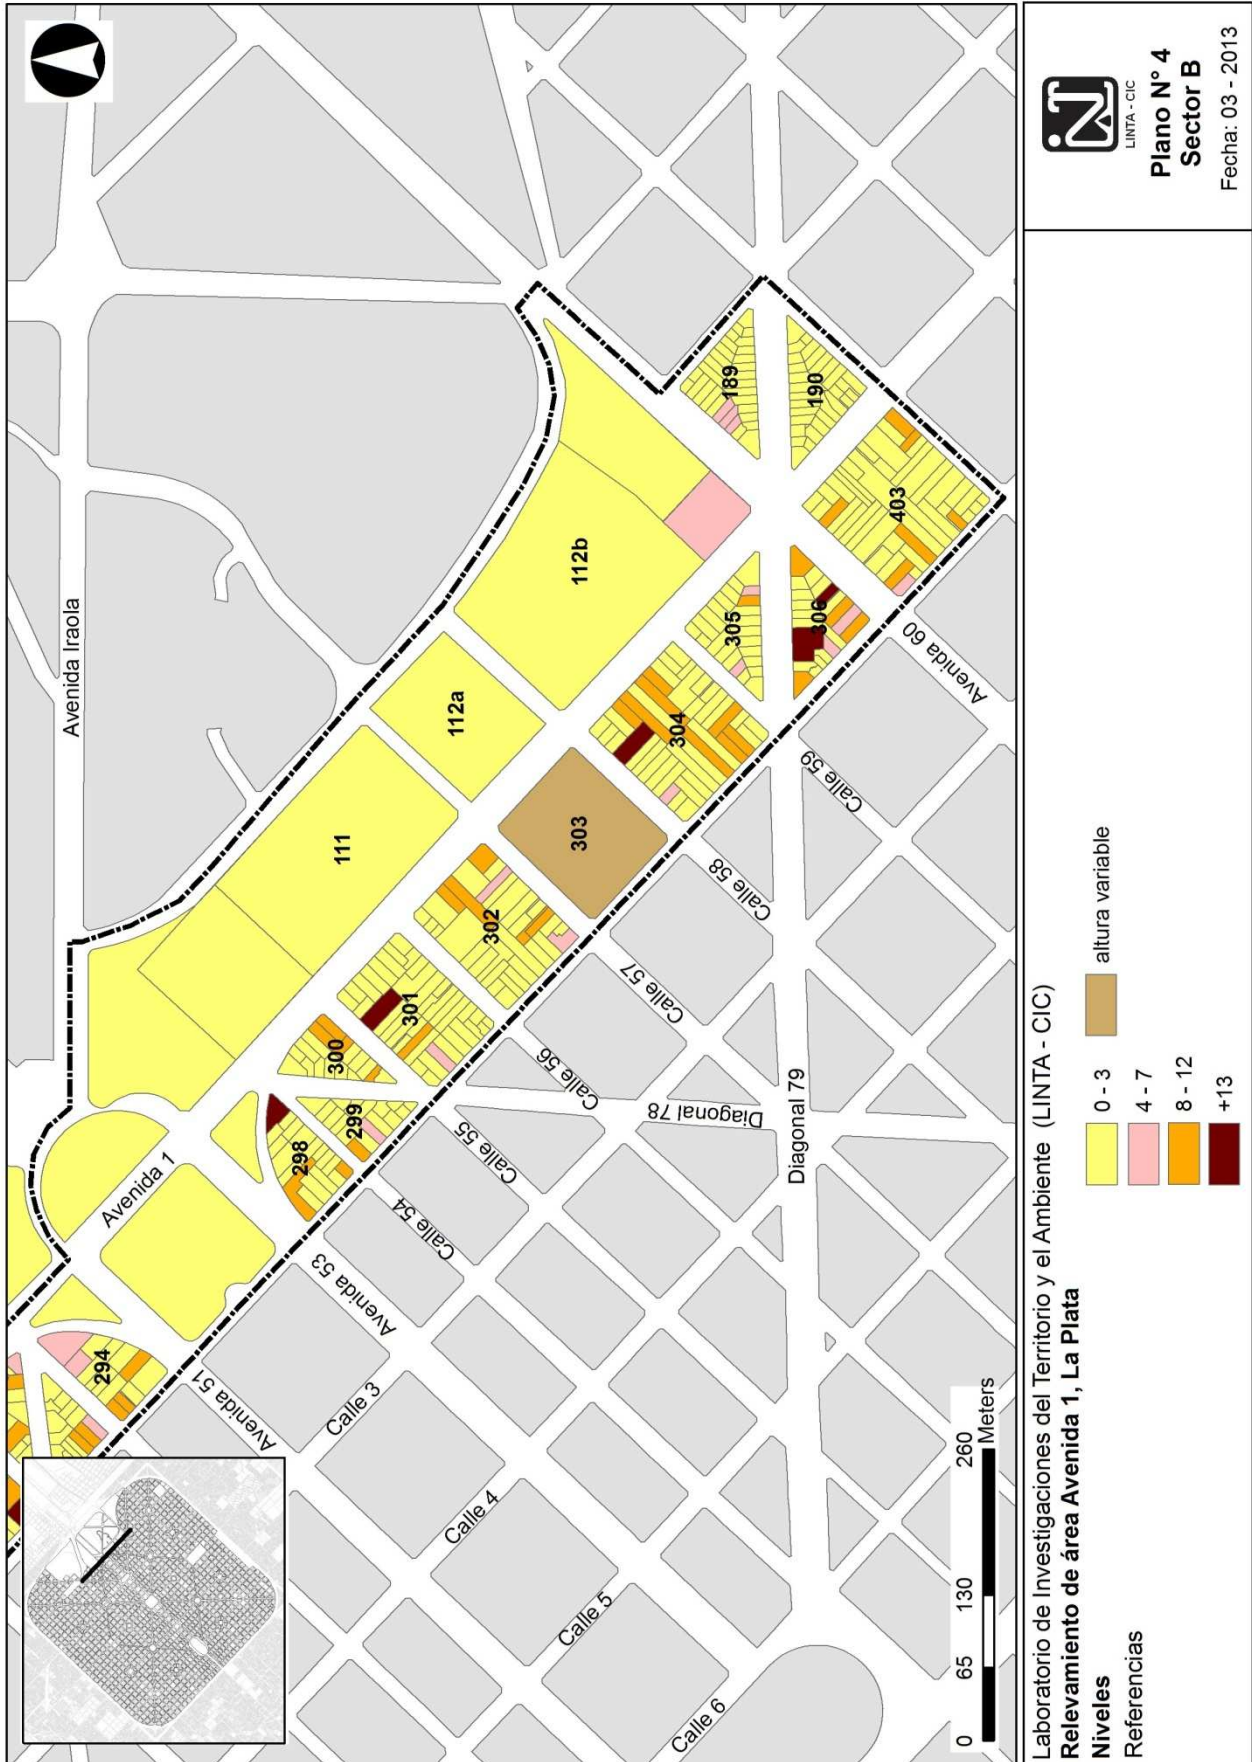 Avenida Iraola
111
112a
112b
189
190
403
305
306
304
303
302
301
300
299
298
294
Avenida 1
Avenida 60
Calle 59
Calle 58
Calle 57
Calle 56
Calle 55
Calle 54
Avenida 53
Avenida 51
Diagonal 78
Diagonal 79
Calle 3
Calle 4
Calle 5
Calle 6
0 65 130 260
Meters
Laboratorio de Investigaciones del Territorio y el Ambiente (LINTA - CIC)
Relevamiento de área Avenida 1, La Plata
Niveles
Referencias
0 - 3
4 - 7
8 - 12
+13
altura variable
LINTA - CIC
Plano N° 4
Sector B
Fecha: 03 - 2013